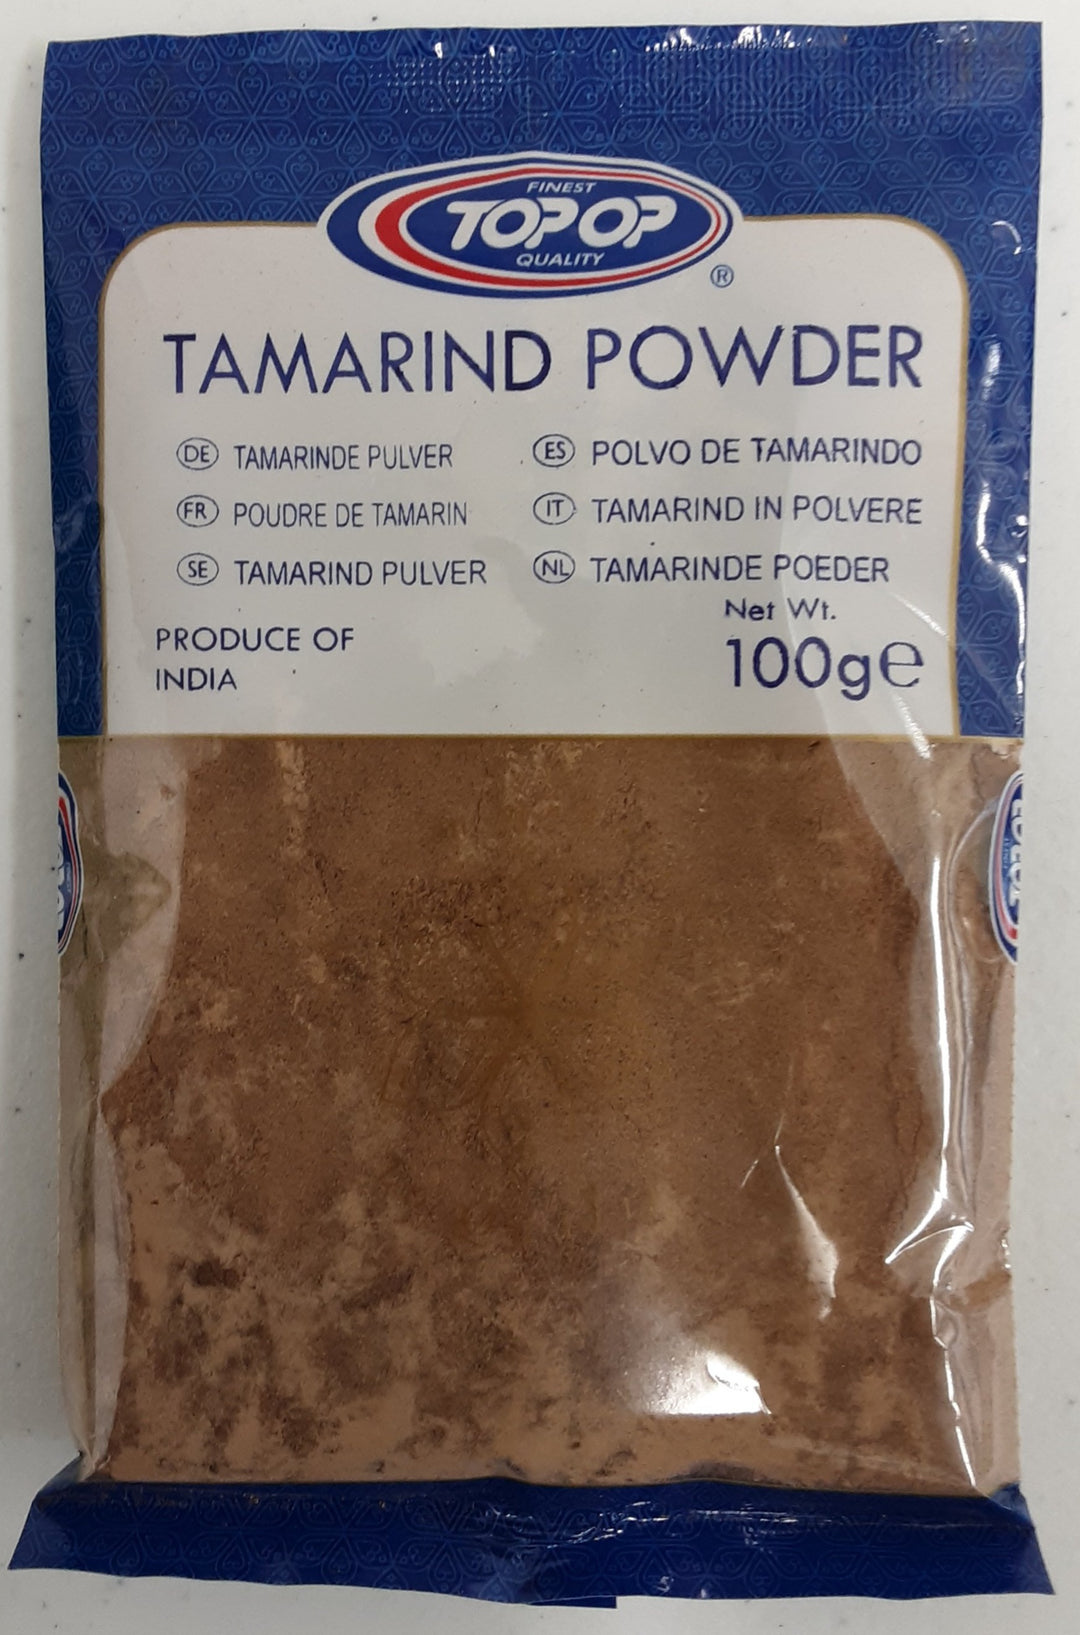 FINEST
TOPOP
QUALITY
®
TAMARIND POWDER
DE TAMARINDE PULVER
ES POLVO DE TAMARINDO
FR POUDRE DE TAMARIN
IT TAMARIND IN POLVERE
SE TAMARIND PULVER
NL TAMARINDE POEDER
PRODUCE OF
INDIA
Net Wt.
100g℮